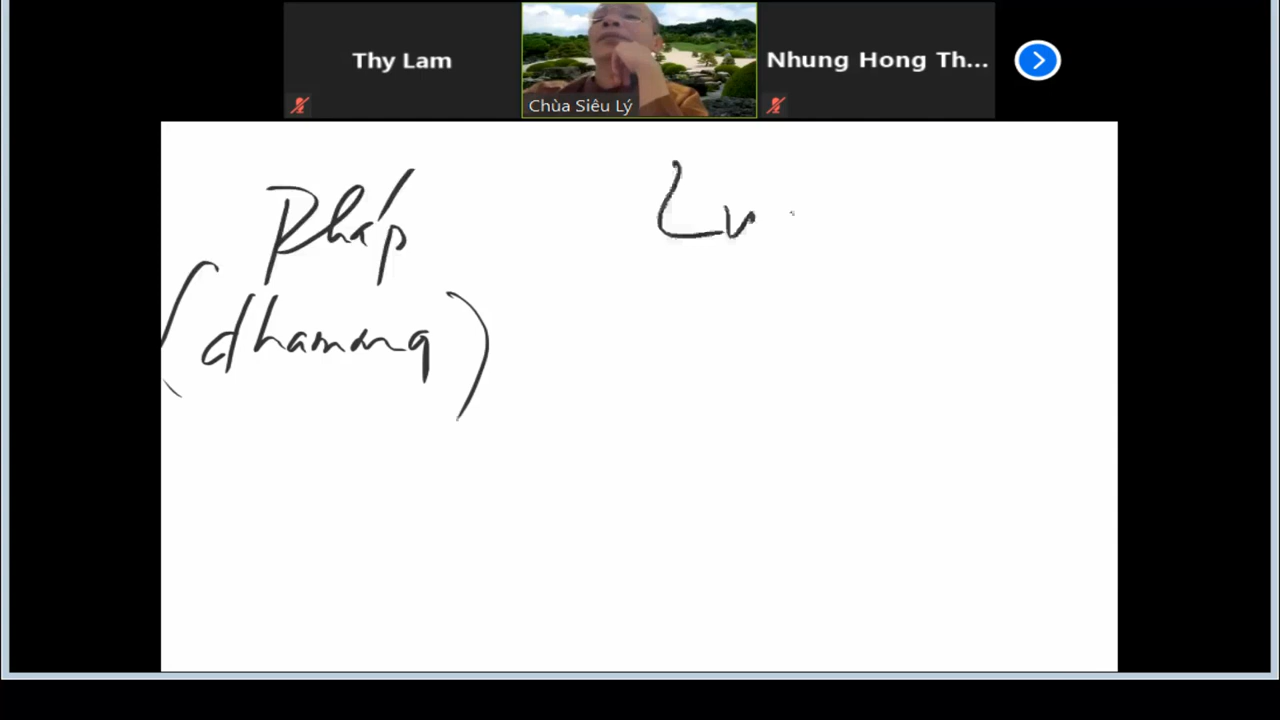 Thy Lam
Chùa Siêu Lý
Nhung Hong Th...
Pháp Lu
(dhamma)